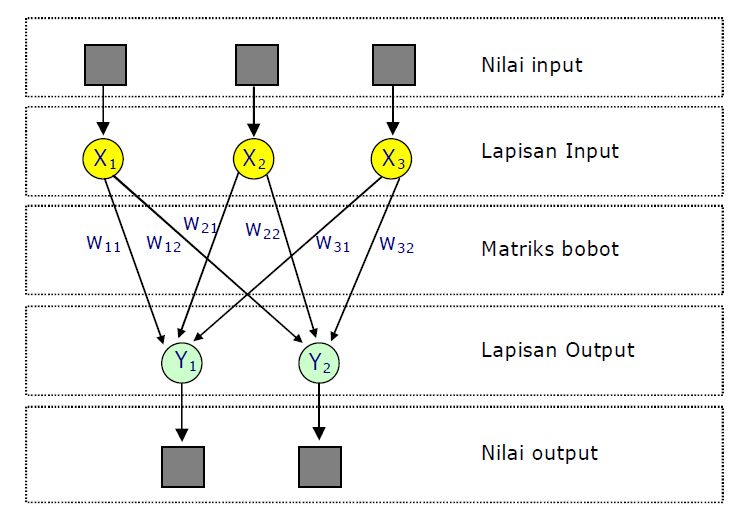 Nilai input
X1 X2 X3 Lapisan Input
W11 W12 W21 W22 W31 W32 Matriks bobot
Y1 Y2 Lapisan Output
Nilai output